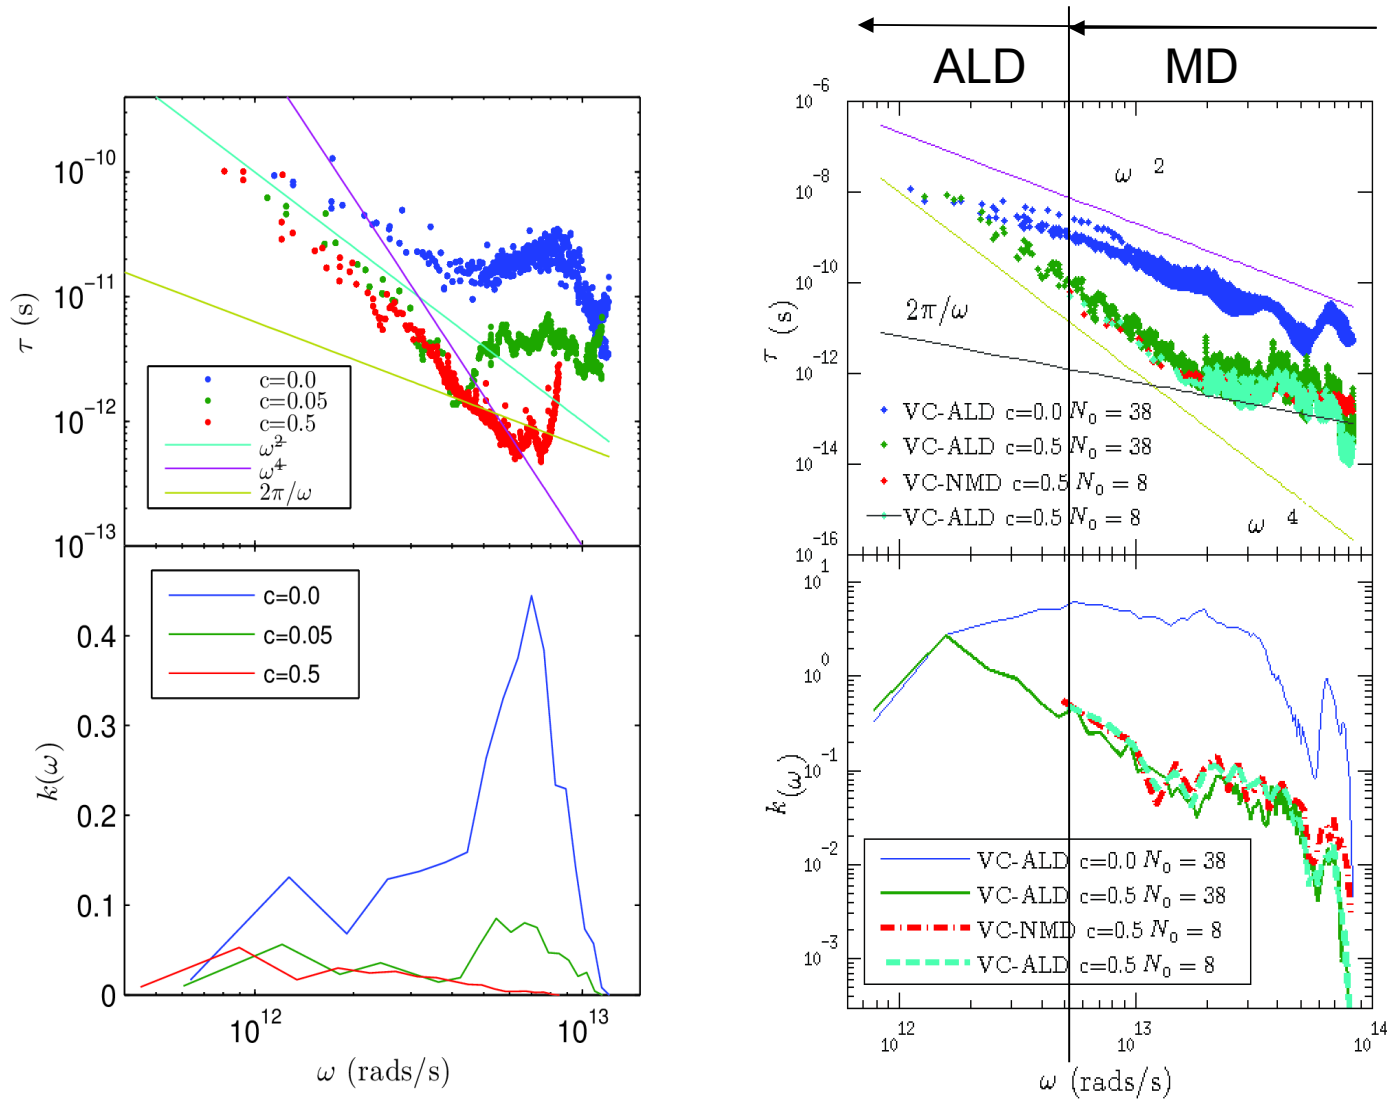 10^-10
10^-11
10^-12
10^-13
τ (s)
c=0.0
c=0.05
c=0.5
ω^2
ω^4
2π/ω
c=0.0
c=0.05
c=0.5
0.4
0.3
0.2
0.1
0
k(ω)
10^12
10^13
ω (rads/s)
ALD
MD
10^-6
10^-8
10^-10
10^-12
10^-14
10^-16
τ (s)
ω 2
2π/ω
VC-ALD c=0.0 N_0 = 38
VC-ALD c=0.5 N_0 = 38
VC-NMD c=0.5 N_0 = 8
VC-ALD c=0.5 N_0 = 8
ω 4
10^1
10^0
10^-1
10^-2
10^-3
k(ω)
VC-ALD c=0.0 N_0 = 38
VC-ALD c=0.5 N_0 = 38
VC-NMD c=0.5 N_0 = 8
VC-ALD c=0.5 N_0 = 8
10^12
10^13
10^14
ω (rads/s)